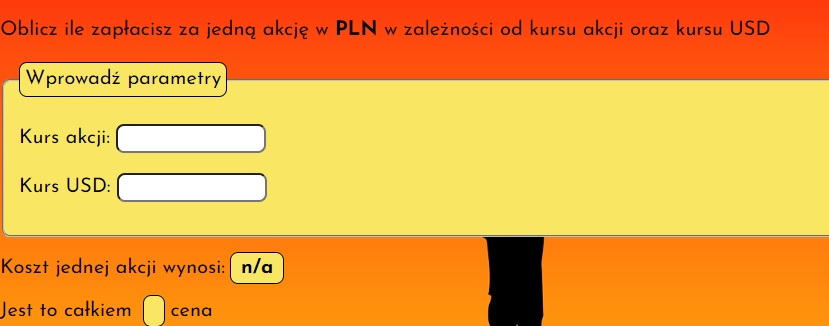 Oblicz ile zapłacisz za jedną akcję w PLN w zależności od kursu akcji oraz kursu USD
Wprowadź parametry
Kurs akcji:
Kurs USD:
Koszt jednej akcji wynosi: n/a
Jest to całkiem cena